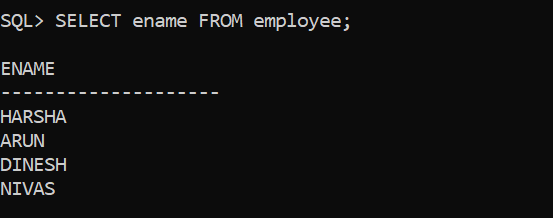 SQL> SELECT ename FROM employee;
ENAME
--------------------
HARSHA
ARUN
DINESH
NIVAS